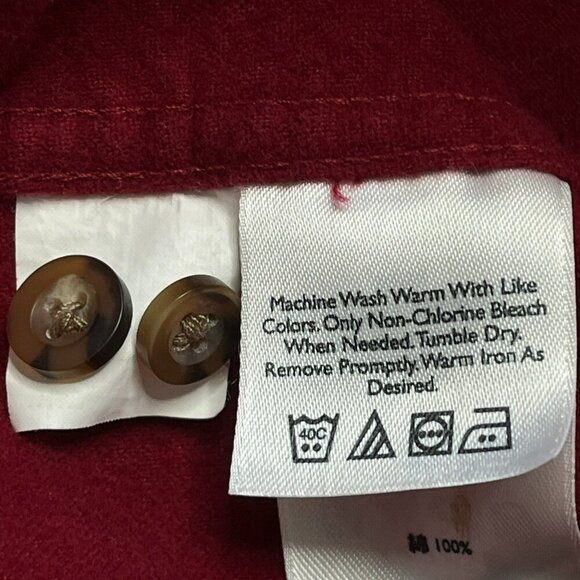 Machine Wash Warm With Like
Colors. Only Non-Chlorine Bleach
When Needed. Tumble Dry.
Remove Promptly. Warm Iron As
Desired.
40C
綿 100%